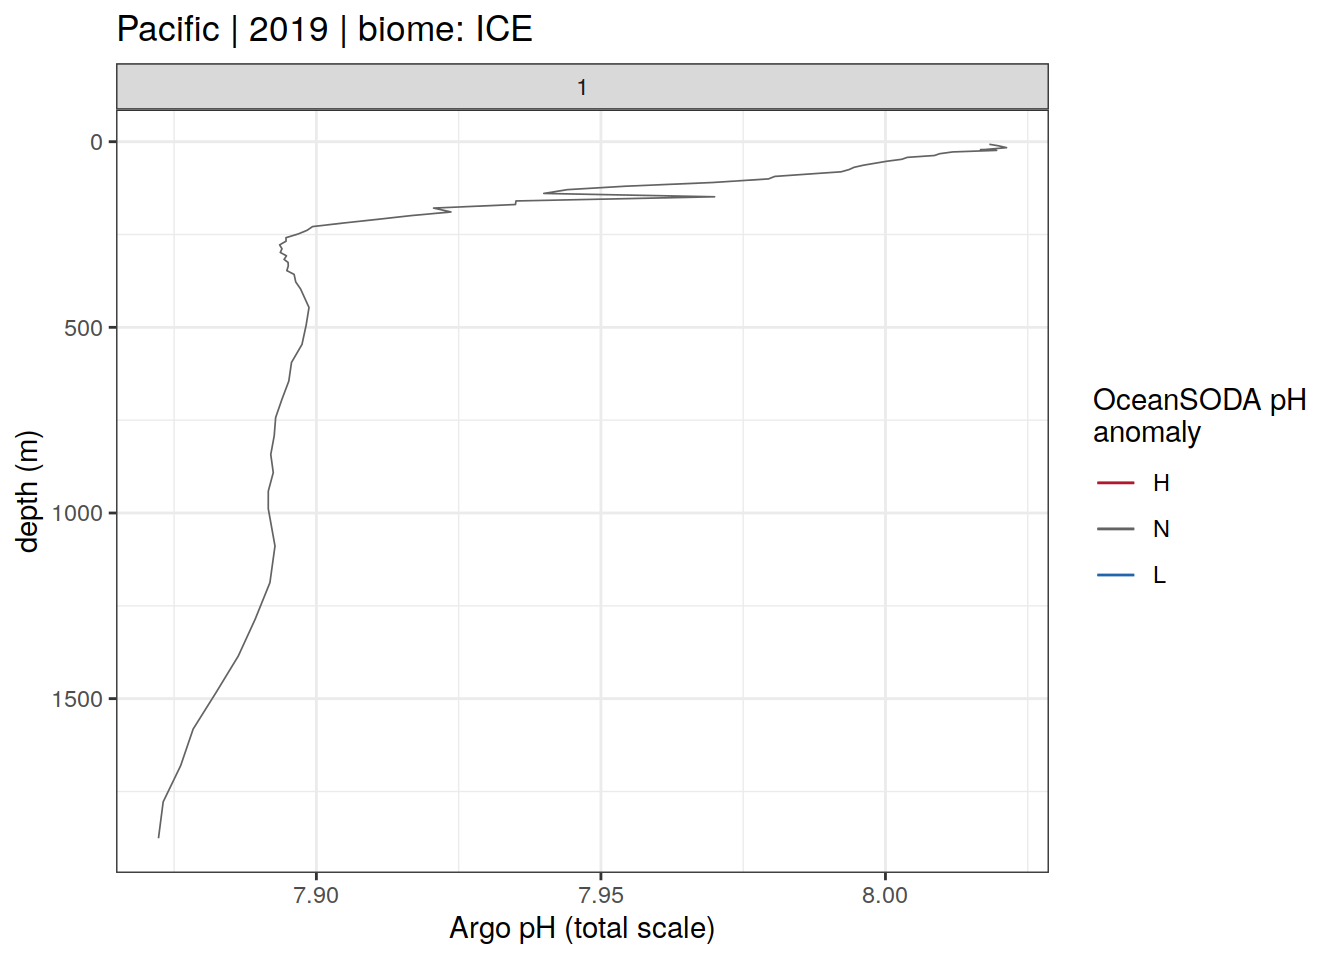 Pacific | 2019 | biome: ICE
1
0
500
1000
1500
depth (m)
7.90
7.95
8.00
Argo pH (total scale)
OceanSODA pH
anomaly
H
N
L